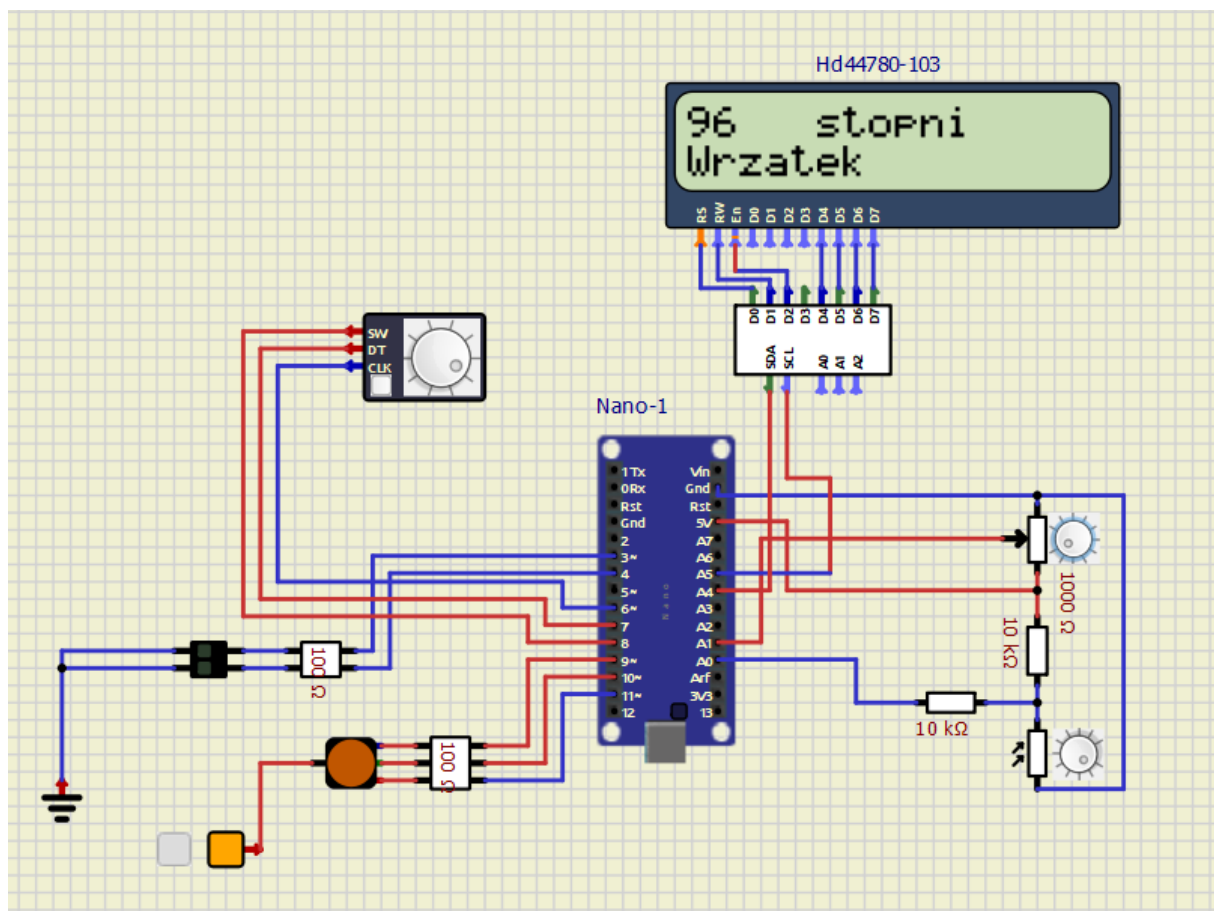 Hd44780-103
96 stopni
Wrzatek
RS RW En D0 D1 D2 D3 D4 D5 D6 D7
D0 D1 D2 D3 D4 D5 D6 D7
SDA SCL A0 A1 A2
SW
DT
CLK
Nano-1
1 Tx Vin
0Rx Gnd
Rst Rst
Gnd 5V
2 A7
3~ A6
4 A5
5~ A4
6~ A3
7 A2
8 A1
9~ A0
10~ Arf
11~ 3V3
12 13
Nano
1000 Ω
10 kΩ
10 kΩ
100 Ω
100 Ω